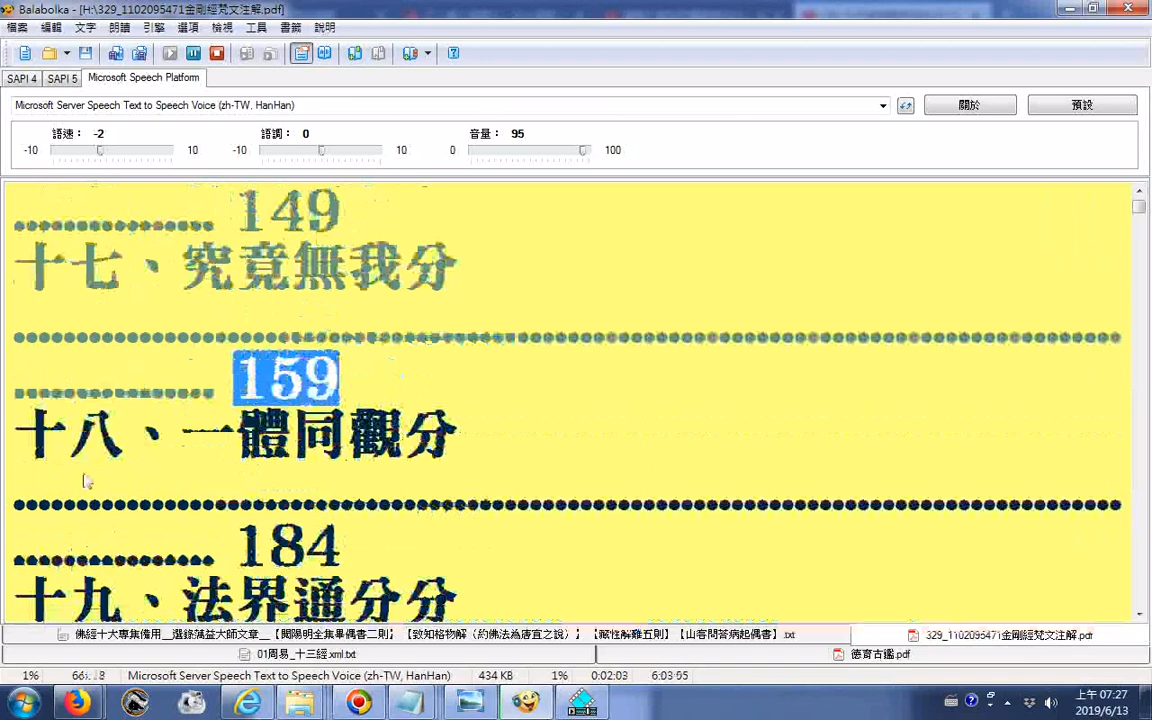 Balabolka - [H:\329_1102095471金剛經梵文注解.pdf]
檔案 編輯 文字 朗讀 引擎 選項 檢視 工具 書籤 說明
SAPI 4 SAPI 5 Microsoft Speech Platform
Microsoft Server Speech Text to Speech Voice (zh-TW, HanHan) 關於 預設
語速： -2 語調： 0 音量： 95
-10 10 -10 10 0 100
................. 149
十七、究竟無我分
................. 159
十八、一體同觀分
................. 184
十九、法界通分分
佛經十大專集備用__選錄蕅益大師文章__【閱陽明全集畢偶書二則】【致知格物解（約佛法為唐宜之說）】【藏性解難五則】【山客問答病起偶書】.txt 329_1102095471金剛經梵文注解.pdf
01周易_十三經.xml.txt 德育古鑑.pdf
1% Microsoft Server Speech Text to Speech Voice (zh-TW, HanHan) 434 KB 1% 0:02:03 6:03:55
上午 07:27
2019/6/13